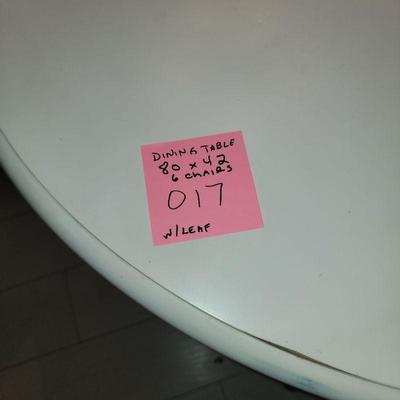 DINING TABLE
80 x 42
6 CHAIRS
017
W/LEAF